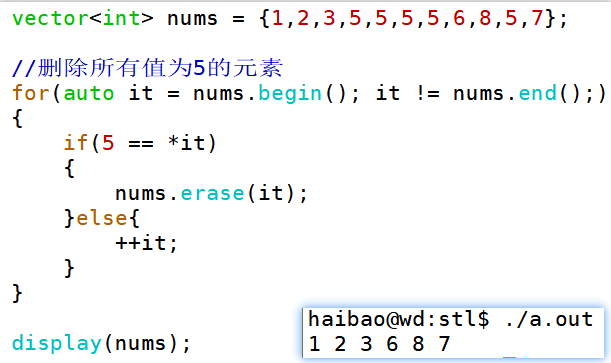 vector<int> nums = {1,2,3,5,5,5,5,6,8,5,7};
//删除所有值为5的元素
for(auto it = nums.begin(); it != nums.end();)
{
    if(5 == *it)
    {
        nums.erase(it);
    }else{
        ++it;
    }
}
display(nums);
haibao@wd:stl$ ./a.out
1 2 3 6 8 7